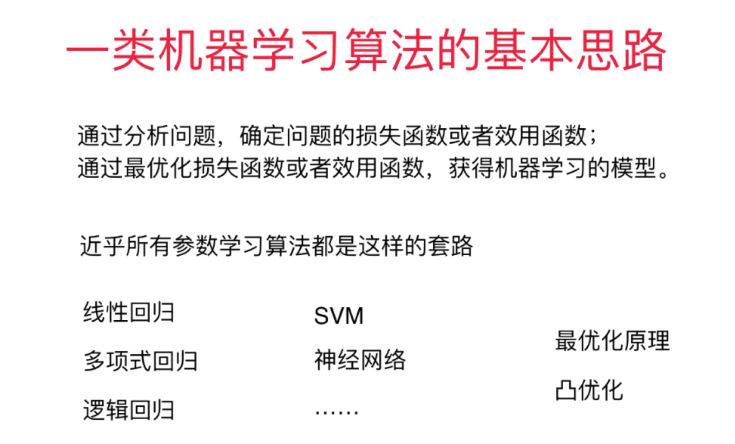 一类机器学习算法的基本思路
通过分析问题，确定问题的损失函数或者效用函数；
通过最优化损失函数或者效用函数，获得机器学习的模型。
近乎所有参数学习算法都是这样的套路
线性回归
多项式回归
逻辑回归
SVM
神经网络
……
最优化原理
凸优化